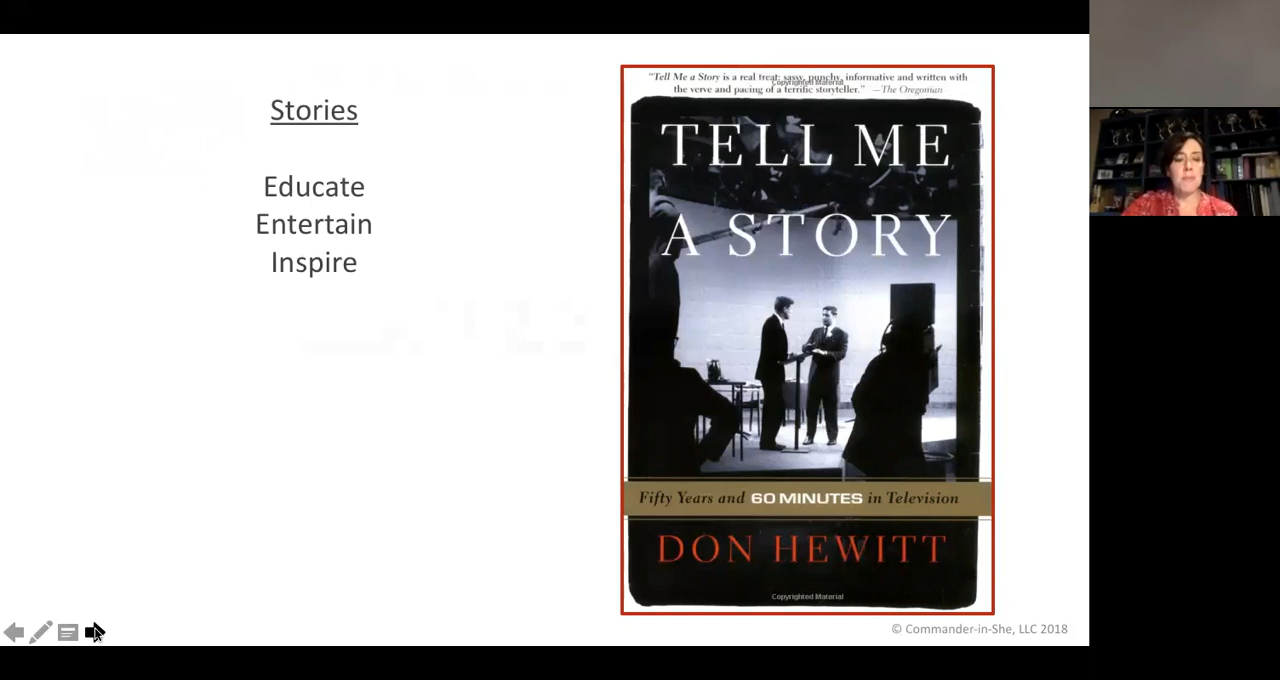 Stories
Educate
Entertain
Inspire
"Tell Me a Story is a real treat: sassy, punchy, informative and written with
Copyrighted Material
the verve and pacing of a terrific storyteller." —The Oregonian
TELL ME
A STORY
Fifty Years and 60 MINUTES in Television
DON HEWITT
Copyrighted Material
© Commander-in-She, LLC 2018